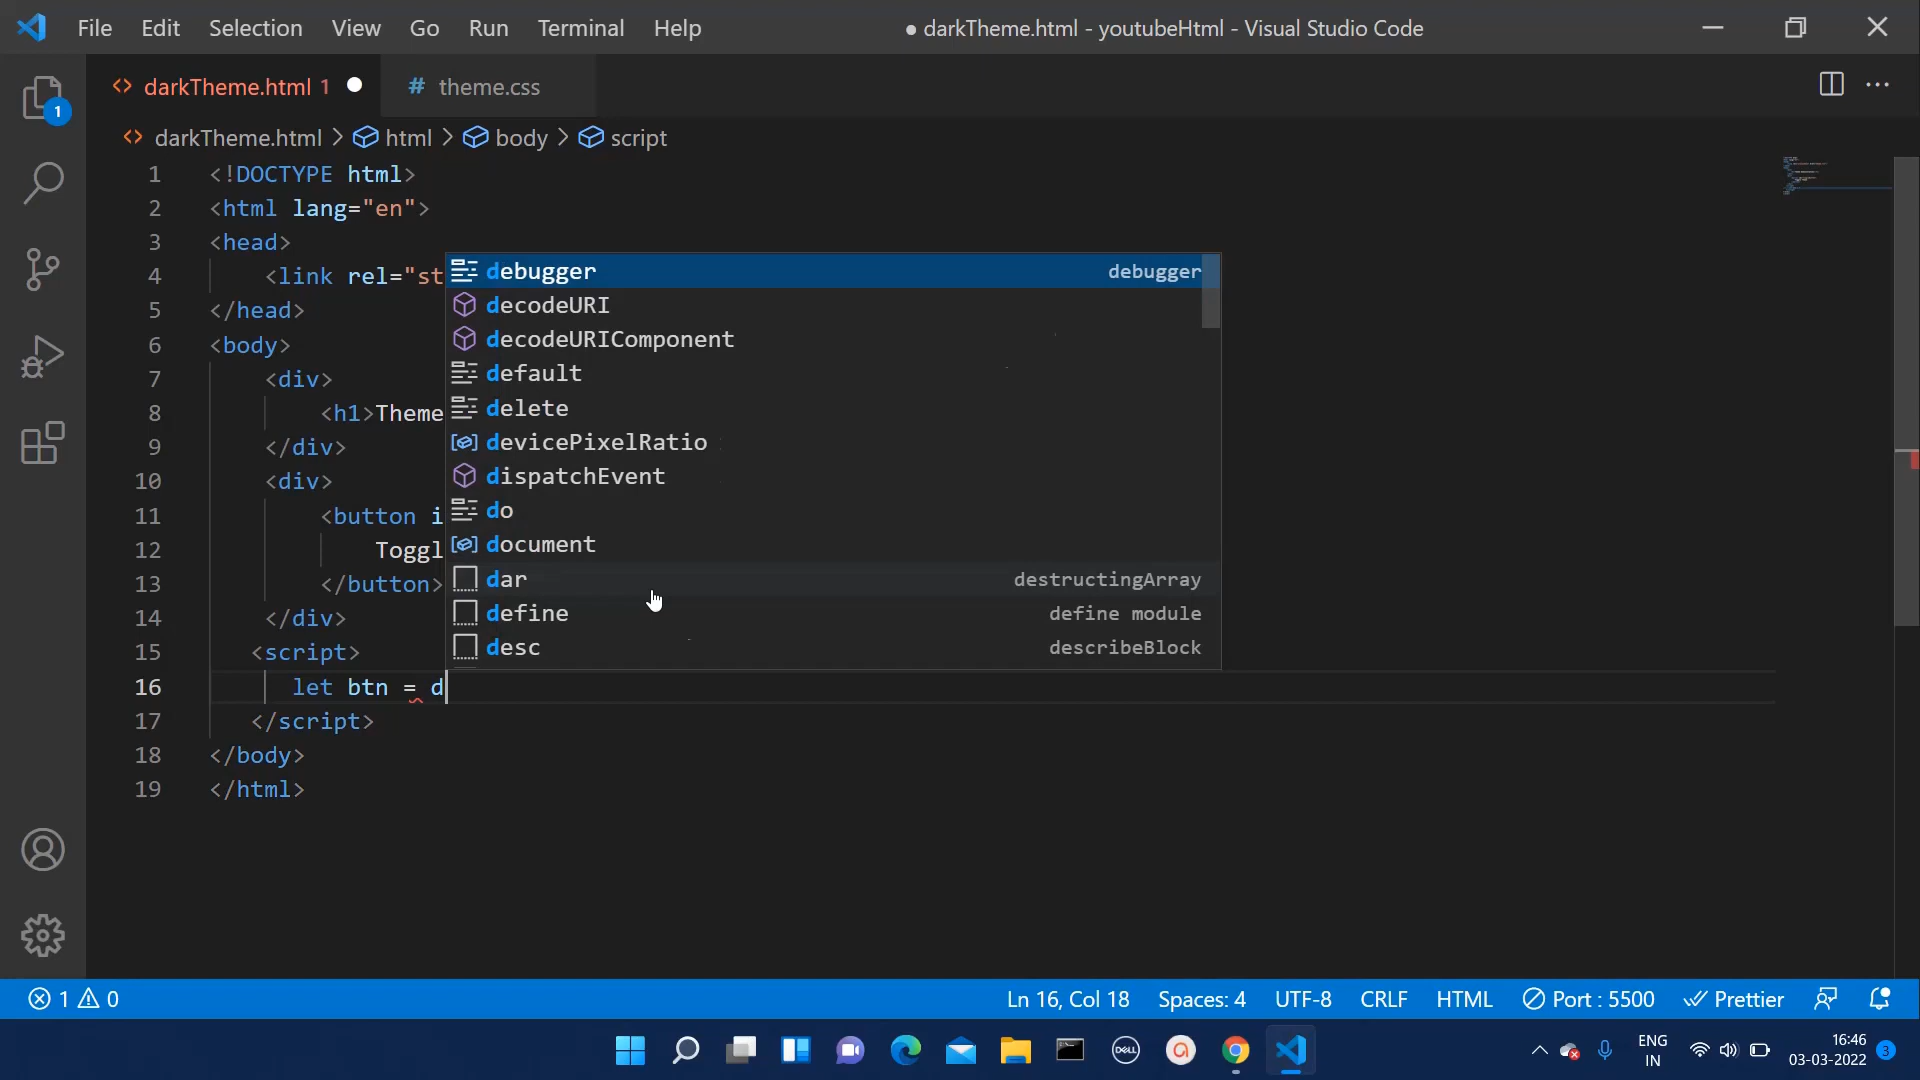 File Edit Selection View Go Run Terminal Help ● darkTheme.html - youtubeHtml - Visual Studio Code
darkTheme.html 1 # theme.css
1
darkTheme.html > html > body > script
1 <!DOCTYPE html>
2 <html lang="en">
3 <head>
4 <link rel="st
5 </head>
6 <body>
7 <div>
8 <h1>Theme
9 </div>
10 <div>
11 <button i
12 Toggl
13 </button>
14 </div>
15 <script>
16 let btn = d
17 </script>
18 </body>
19 </html>
debugger debugger
decodeURI
decodeURIComponent
default
delete
devicePixelRatio
dispatchEvent
do
document
dar destructingArray
define define module
desc describeBlock
1 0 Ln 16, Col 18 Spaces: 4 UTF-8 CRLF HTML Port : 5500 Prettier
DELL
ENG
IN
16:46
03-03-2022 3